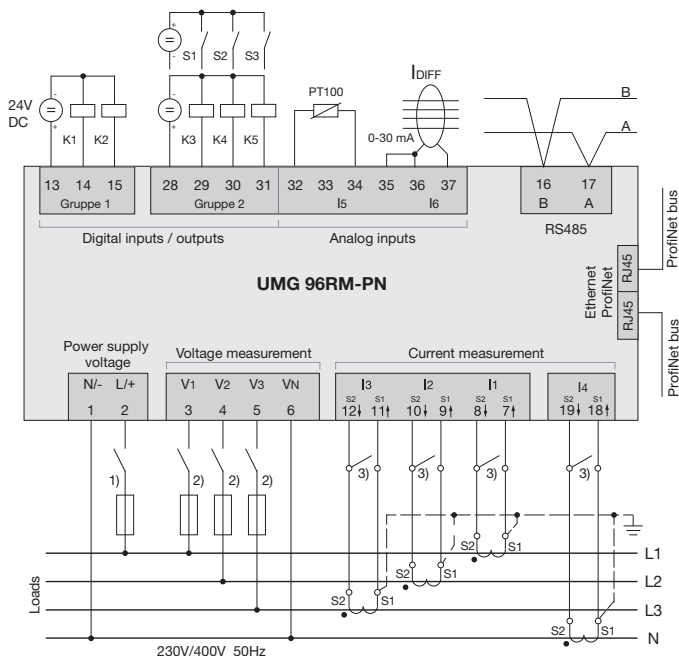 S1 S2 S3
IDIFF
PT100
24V
DC
K1 K2 K3 K4 K5
0-30 mA
B
A
13 14 15 28 29 30 31 32 33 34 35 36 37 16 17
Gruppe 1 Gruppe 2 I5 I6 B A
Digital inputs / outputs Analog inputs RS485
UMG 96RM-PN
Ethernet
ProfiNet
RJ45
RJ45
ProfiNet bus
ProfiNet bus
Power supply
voltage
Voltage measurement
Current measurement
N/- L/+ V1 V2 V3 VN I3 I2 I1 I4
S2 S1 S2 S1 S2 S1 S2 S1
1 2 3 4 5 6 12 11 10 9 8 7 19 18
1) 2) 2) 2) 3) 3) 3) 3)
S2 S1
L1
S2 S1
L2
S2 S1
L3
S2 S1
N
Loads
230V/400V 50Hz